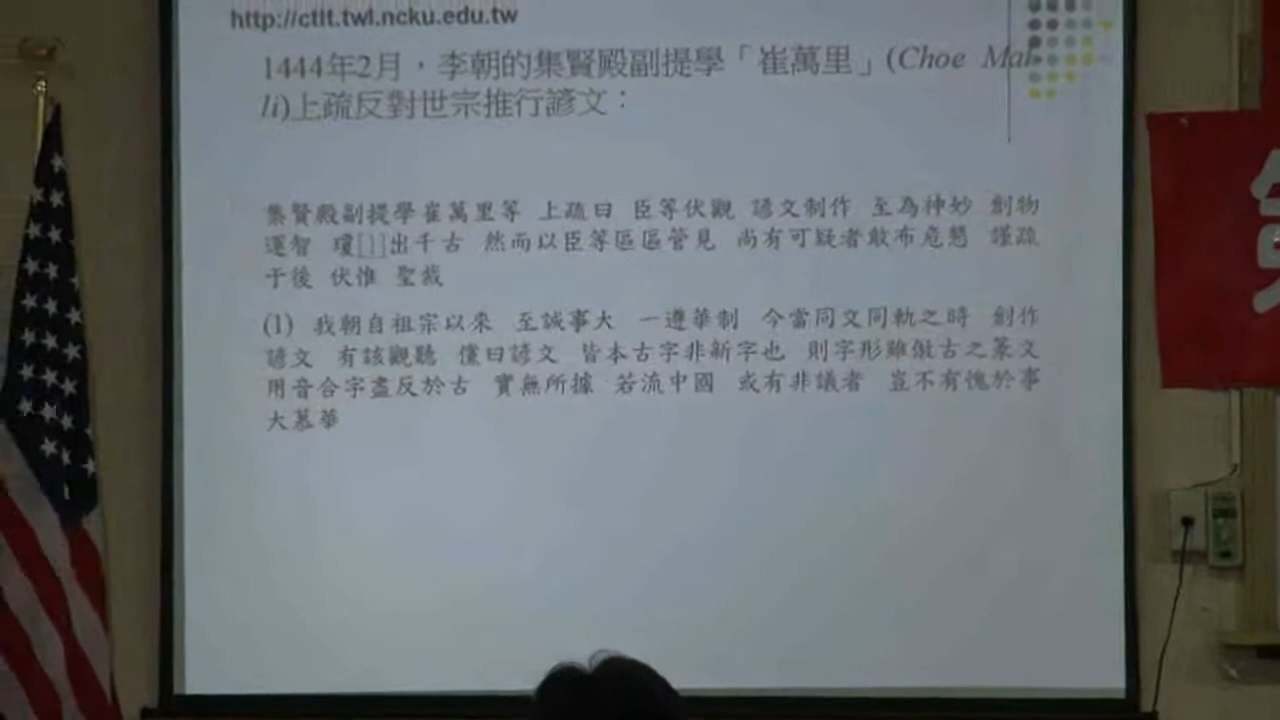 http://ctlt.twl.ncku.edu.tw
1444年2月，李朝的集賢殿副提學「崔萬里」(Choe Mal-
li)上疏反對世宗推行諺文：
集賢殿副提學崔萬里等 上疏曰 臣等伏觀 諺文制作 至為神妙 創物
運智 瓊[1]出千古 然而以臣等區區管見 尚有可疑者敢布危懇 謹疏
于後 伏惟 聖裁
(1) 我朝自祖宗以來 至誠事大 一遵華制 今當同文同軌之時 創作
諺文 有該觀聽 儻曰諺文 皆本古字非新字也 則字形雖倣古之篆文
用音合字盡反於古 實無所據 若流中國 或有非議者 豈不有愧於事
大慕華